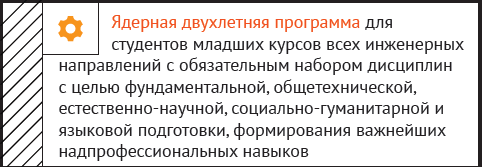 Ядерная двухлетняя программа для
студентов младших курсов всех инженерных
направлений с обязательным набором дисциплин
с целью фундаментальной, общетехнической,
естественно-научной, социально-гуманитарной и
языковой подготовки, формирования важнейших
надпрофессиональных навыков